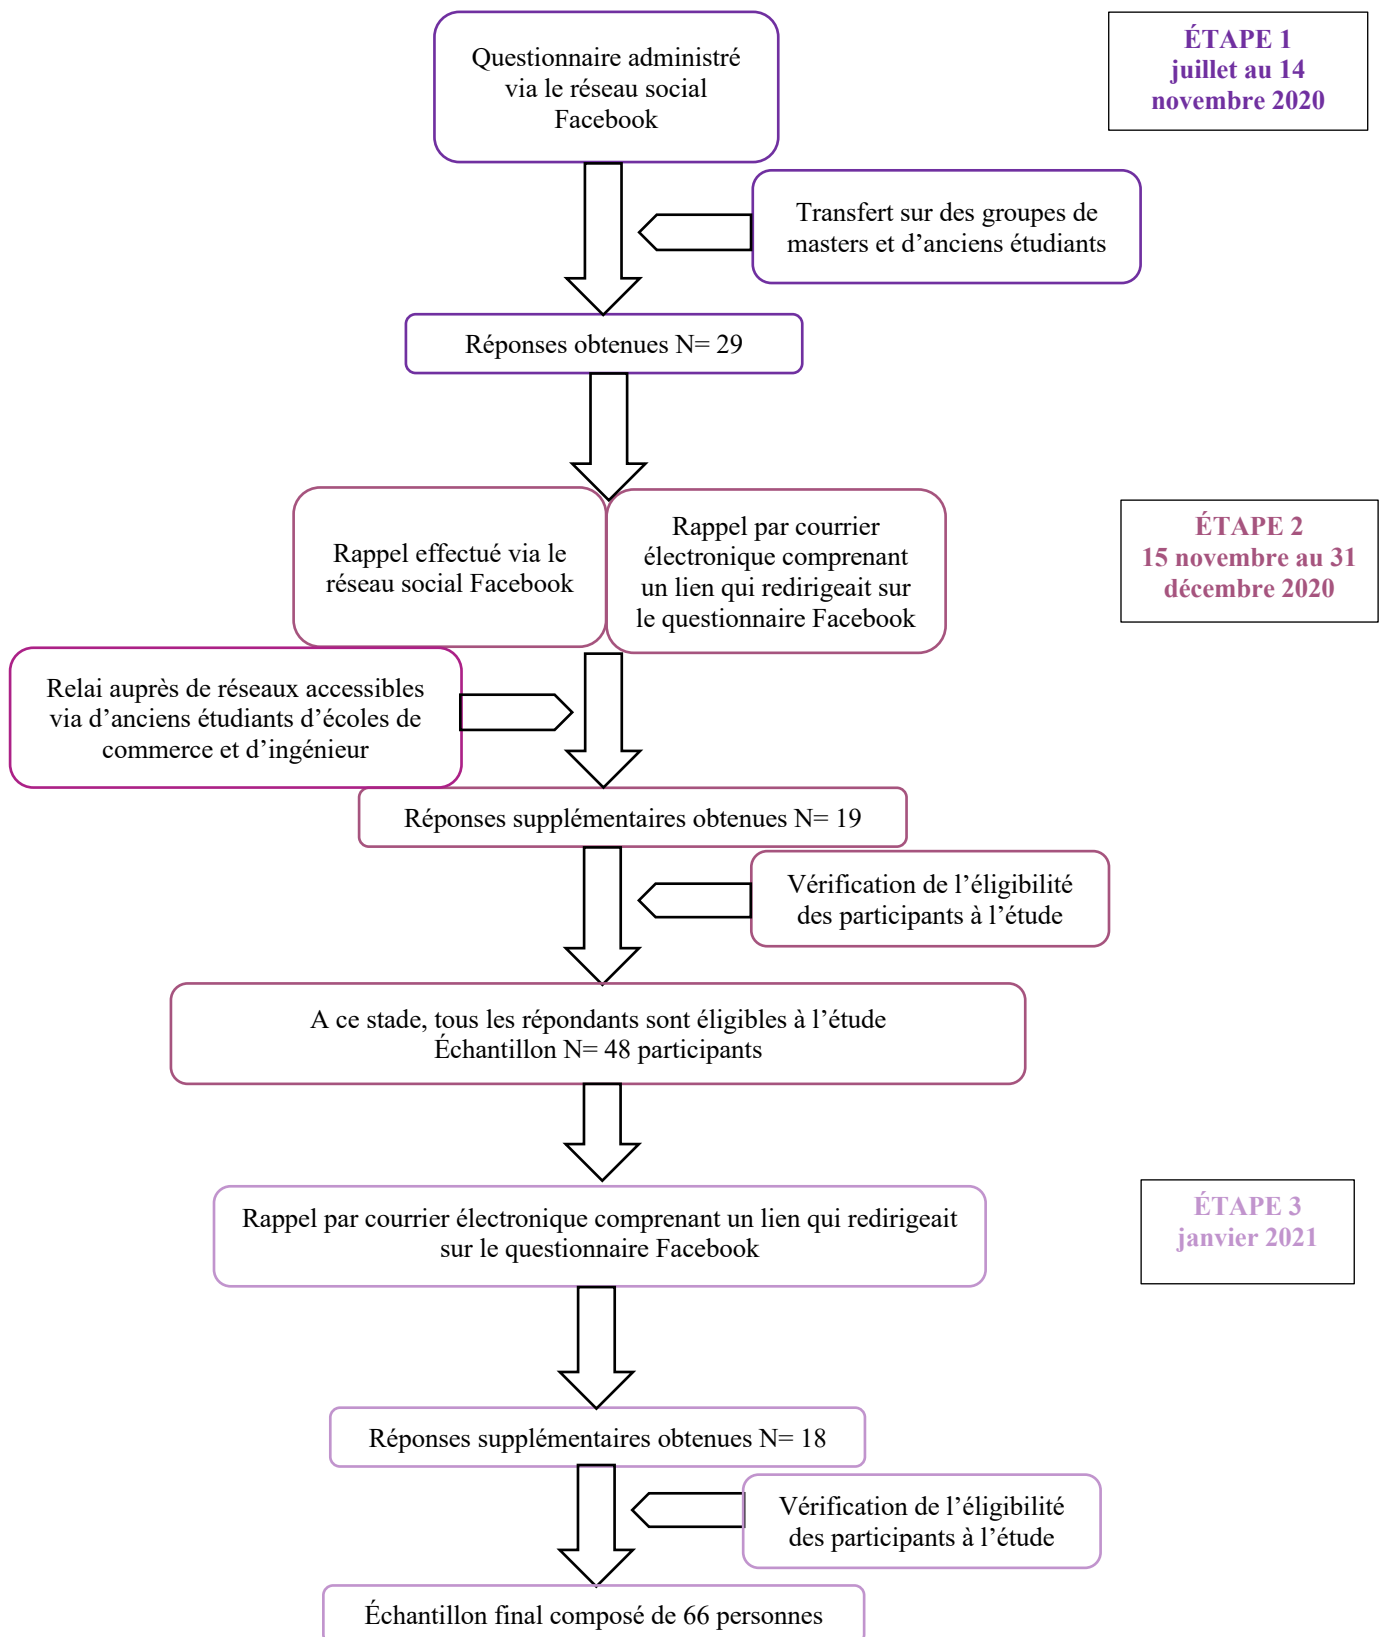 Questionnaire administré
via le réseau social
Facebook
ÉTAPE 1
juillet au 14
novembre 2020
Transfert sur des groupes de
masters et d’anciens étudiants
Réponses obtenues N= 29
Rappel effectué via le
réseau social Facebook
Rappel par courrier
électronique comprenant
un lien qui redirigeait sur
le questionnaire Facebook
ÉTAPE 2
15 novembre au 31
décembre 2020
Relai auprès de réseaux accessibles
via d’anciens étudiants d’écoles de
commerce et d’ingénieur
Réponses supplémentaires obtenues N= 19
Vérification de l’éligibilité
des participants à l’étude
A ce stade, tous les répondants sont éligibles à l’étude
Échantillon N= 48 participants
Rappel par courrier électronique comprenant un lien qui redirigeait
sur le questionnaire Facebook
ÉTAPE 3
janvier 2021
Réponses supplémentaires obtenues N= 18
Vérification de l’éligibilité
des participants à l’étude
Échantillon final composé de 66 personnes